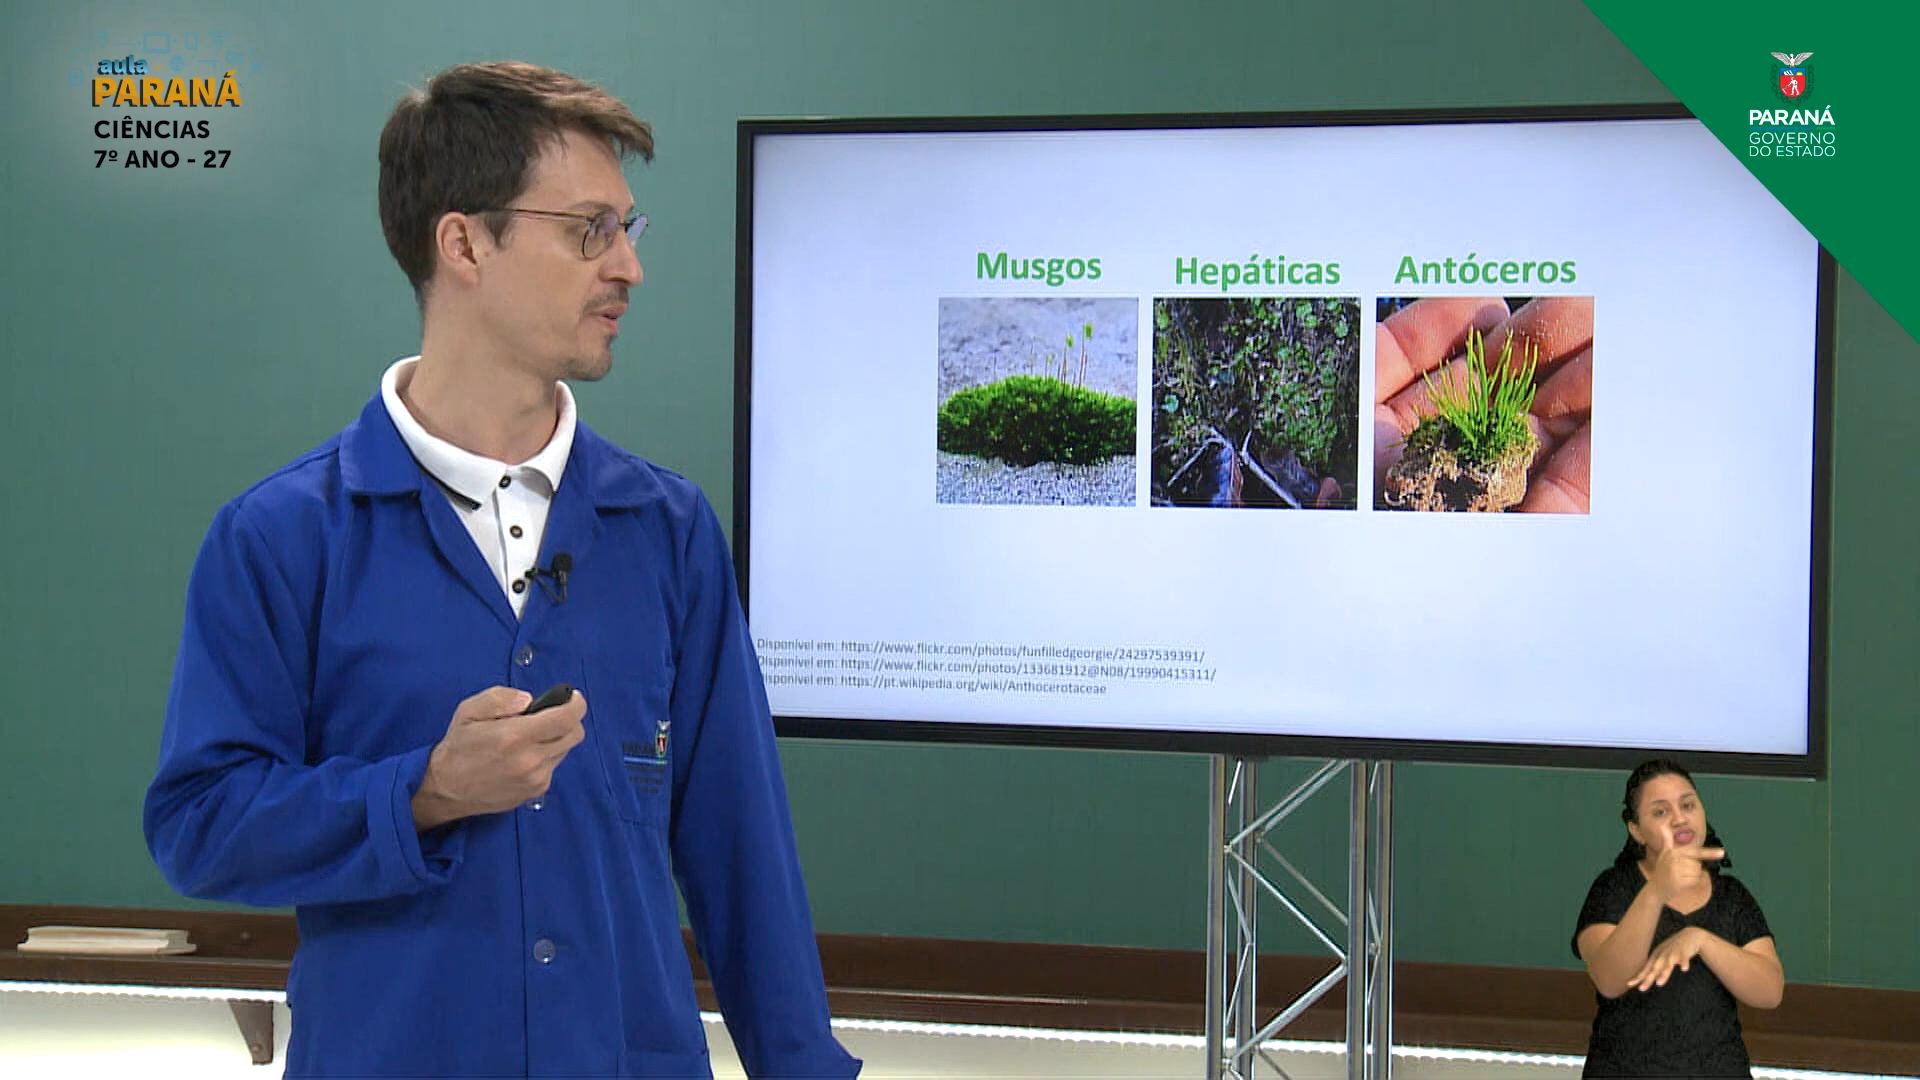 aula
PARANÁ
CIÊNCIAS
7º ANO - 27
PARANÁ
GOVERNO
DO ESTADO
Musgos
Hepáticas
Antóceros
Disponível em: https://www.flickr.com/photos/funfilledgeorgie/24297539391/
Disponível em: https://www.flickr.com/photos/133681912@N08/19990415311/
Disponível em: https://pt.wikipedia.org/wiki/Anthocerotaceae